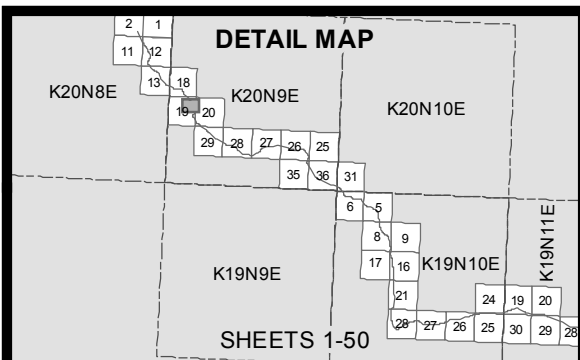 2 1
DETAIL MAP
11 12
13 18
K20N8E
K20N9E
K20N10E
19 20
29 28 27 26 25
35 36 31
6 5
8 9
17 16
K19N9E
K19N10E
K19N11E
21
24 19 20
28 27 26 25 30 29 28
SHEETS 1-50